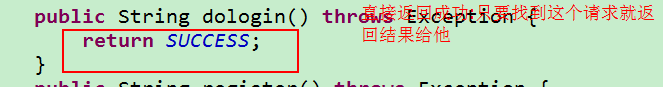 public String dologin() throws Exception {
直接返回成功,只要找到这个请求就返
回结果给他
return SUCCESS;
}
public String register() throws Exception {